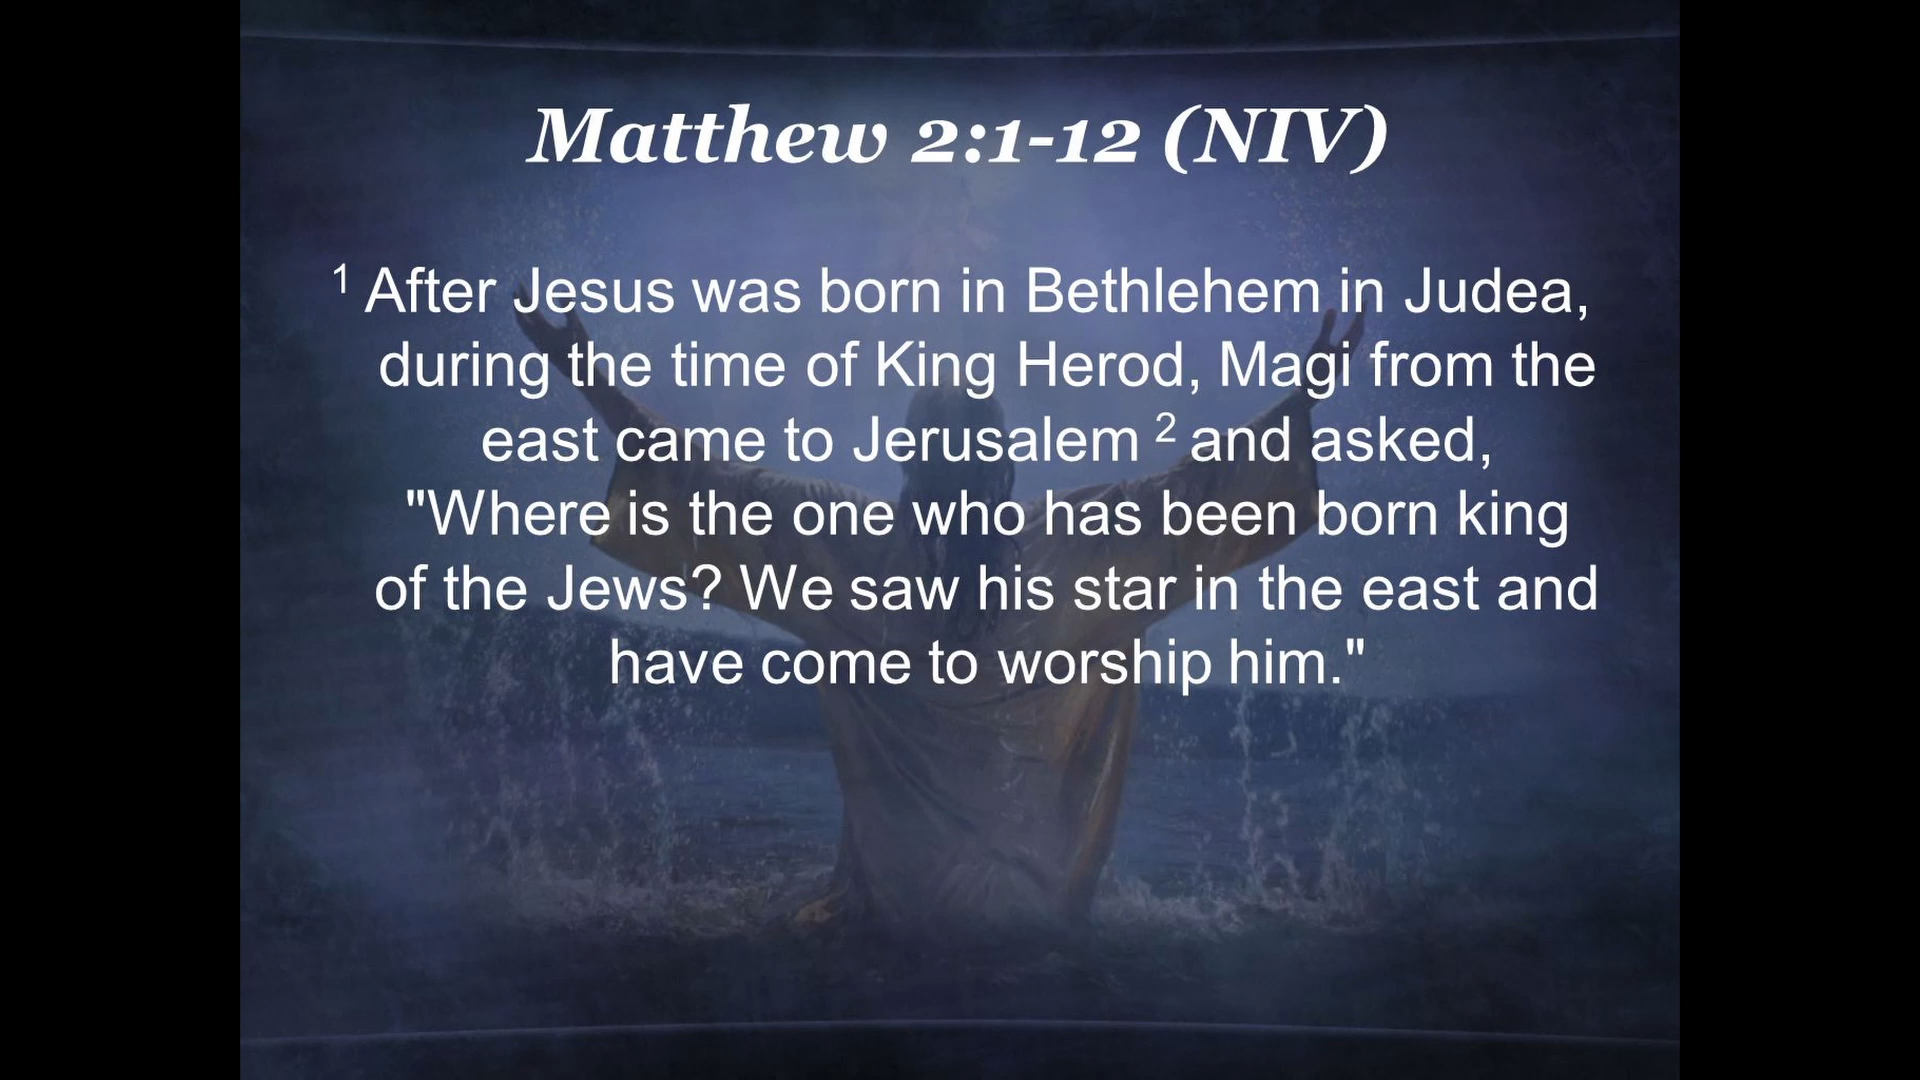 Matthew 2:1-12 (NIV)
1 After Jesus was born in Bethlehem in Judea,
during the time of King Herod, Magi from the
east came to Jerusalem 2 and asked,
"Where is the one who has been born king
of the Jews? We saw his star in the east and
have come to worship him."